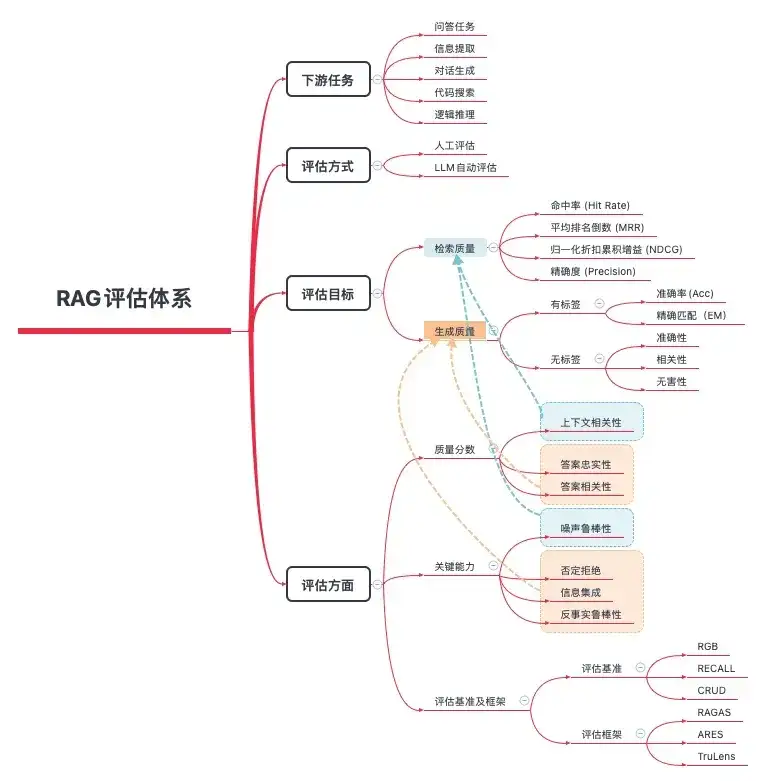 RAG评估体系
下游任务
问答任务
信息提取
对话生成
代码搜索
逻辑推理
评估方式
人工评估
LLM自动评估
评估目标
检索质量
命中率 (Hit Rate)
平均排名倒数 (MRR)
归一化折扣累积增益 (NDCG)
精确度 (Precision)
生成质量
有标签
准确率(Acc)
精确匹配（EM）
无标签
准确性
相关性
无害性
评估方面
质量分数
上下文相关性
答案忠实性
答案相关性
关键能力
噪声鲁棒性
否定拒绝
信息集成
反事实鲁棒性
评估基准及框架
评估基准
RGB
RECALL
CRUD
评估框架
RAGAS
ARES
TruLens